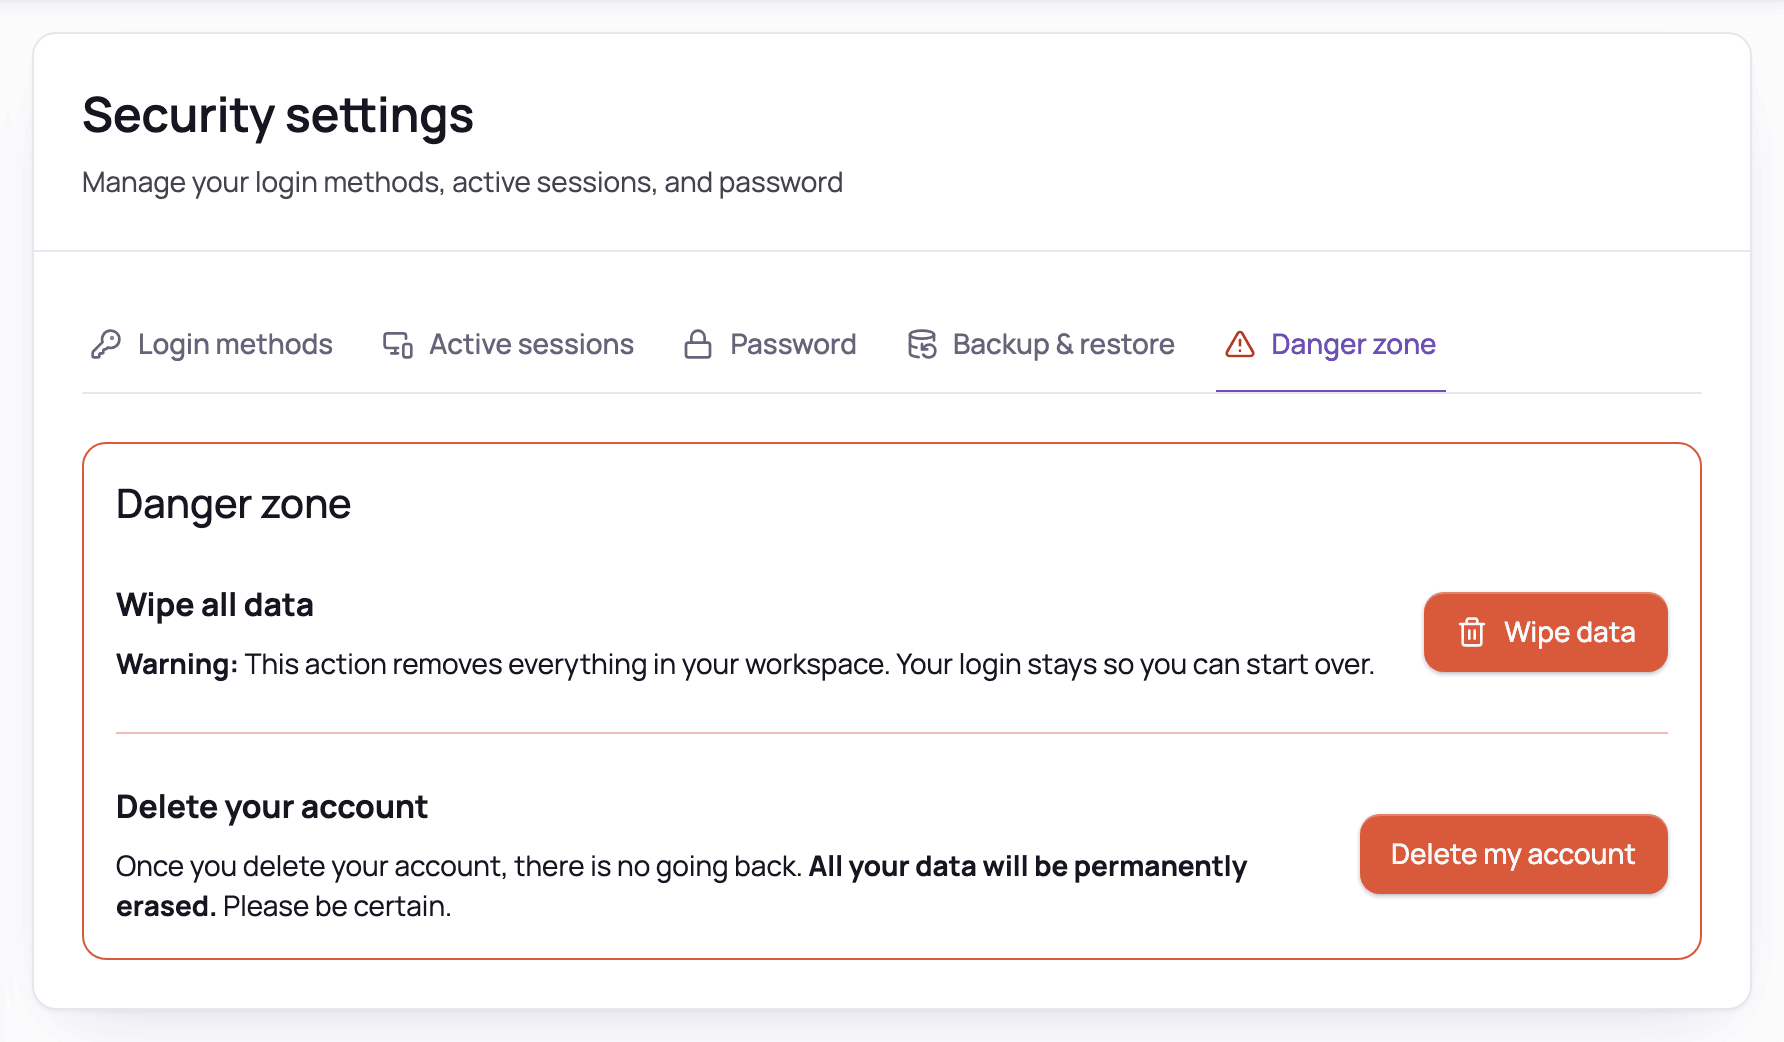 Security settings
Manage your login methods, active sessions, and password
Login methods
Active sessions
Password
Backup & restore
Danger zone
Danger zone
Wipe all data
Warning: This action removes everything in your workspace. Your login stays so you can start over.
Wipe data
Delete your account
Once you delete your account, there is no going back. All your data will be permanently
erased. Please be certain.
Delete my account